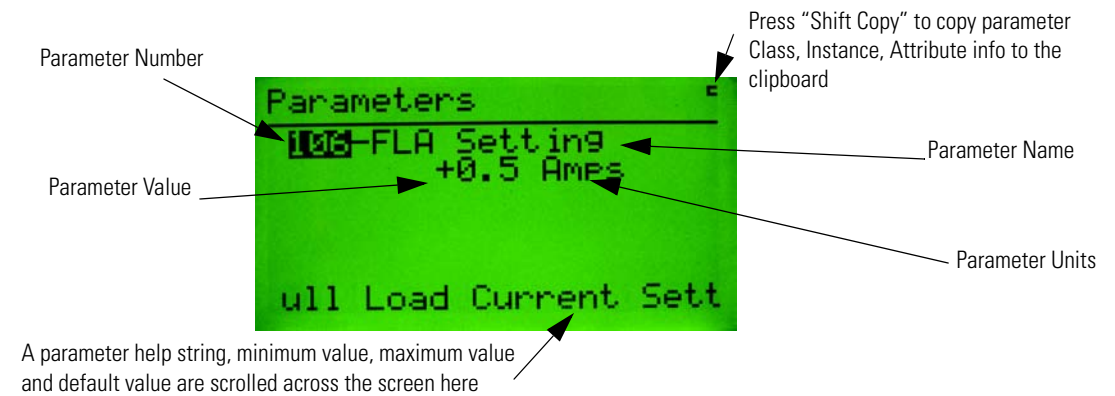 Press “Shift Copy” to copy parameter
Class, Instance, Attribute info to the
clipboard
Parameter Number
Parameters
106-FLA Setting
Parameter Name
+0.5 Amps
Parameter Value
Parameter Units
ull Load Current Sett
A parameter help string, minimum value, maximum value
and default value are scrolled across the screen here